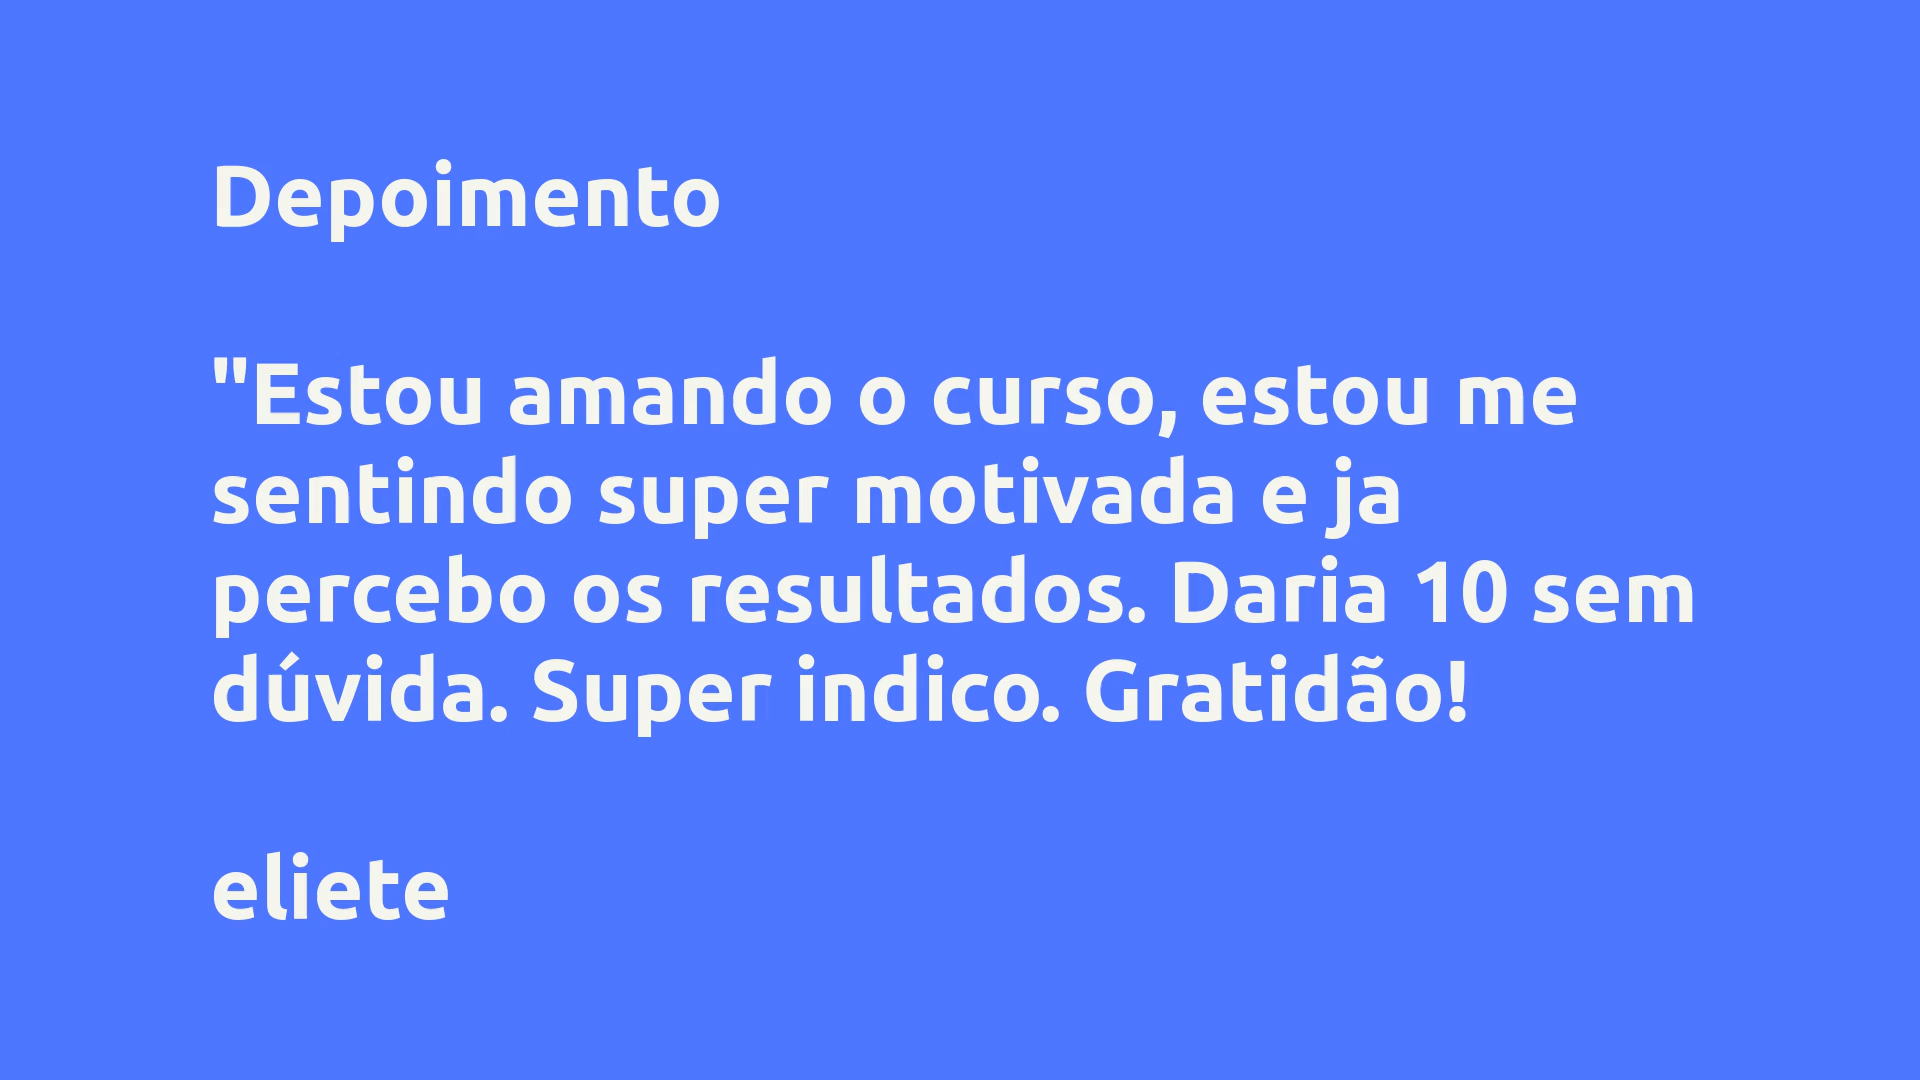 Depoimento
"Estou amando o curso, estou me
sentindo super motivada e ja
percebo os resultados. Daria 10 sem
dúvida. Super indico. Gratidão!
eliete